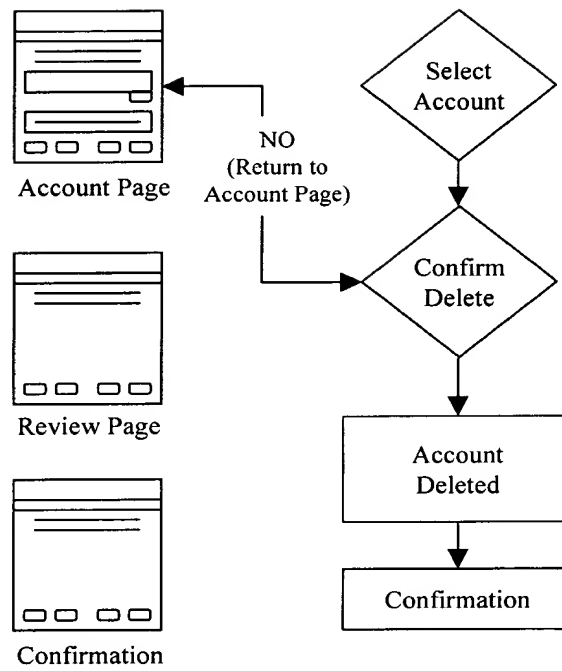 Select
Account
NO
(Return to
Account Page)
Account Page
Confirm
Delete
Review Page
Account
Deleted
Confirmation
Confirmation